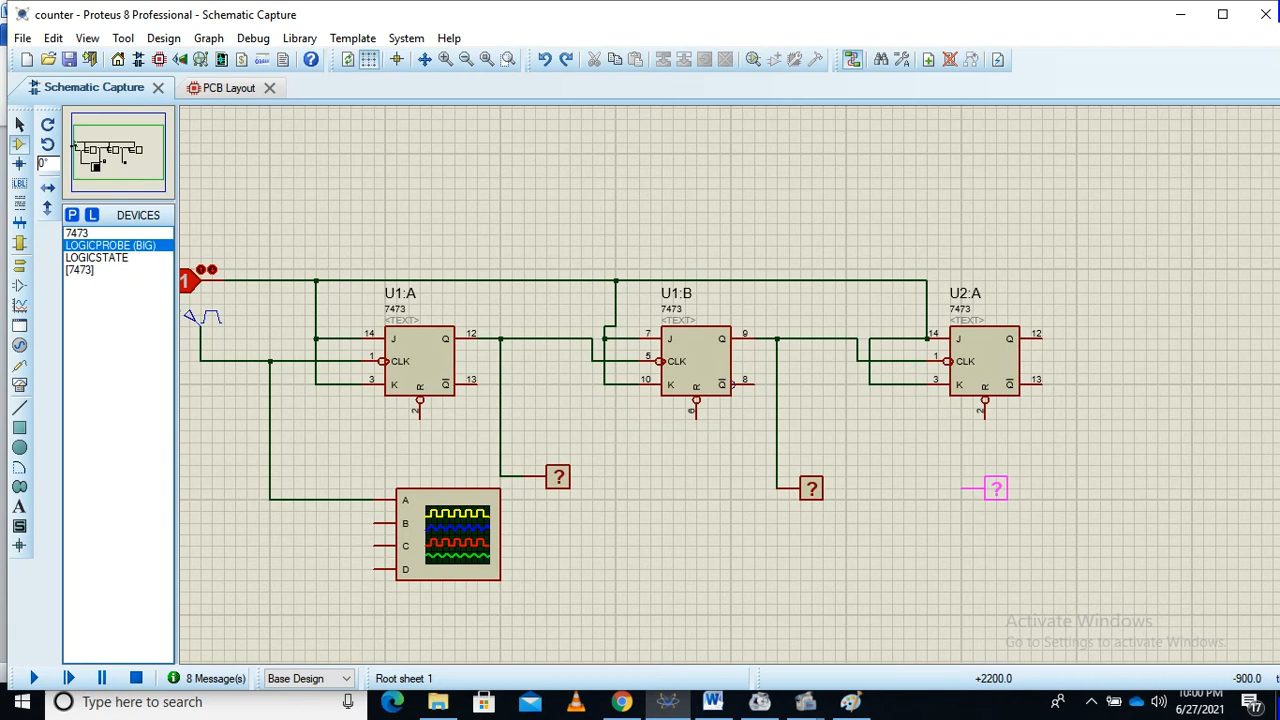 counter - Proteus 8 Professional - Schematic Capture
File Edit View Tool Design Graph Debug Library Template System Help
Schematic Capture
PCB Layout
0°
LBL
P L DEVICES
7473
LOGICPROBE (BIG)
LOGICSTATE
[7473]
A
S
1
U1:A
7473
<TEXT>
14 J Q 12
1 CLK
3 K Q 13
R
2
U1:B
7473
<TEXT>
7 J Q 9
5 CLK
10 K Q 8
R
6
U2:A
7473
<TEXT>
14 J Q 12
1 CLK
3 K Q 13
R
2
?
?
?
A
B
C
D
Activate Windows
Go to Settings to activate Windows.
8 Message(s) Base Design Root sheet 1 +2200.0 -900.0
Type here to search
10:00 PM
6/27/2021
17